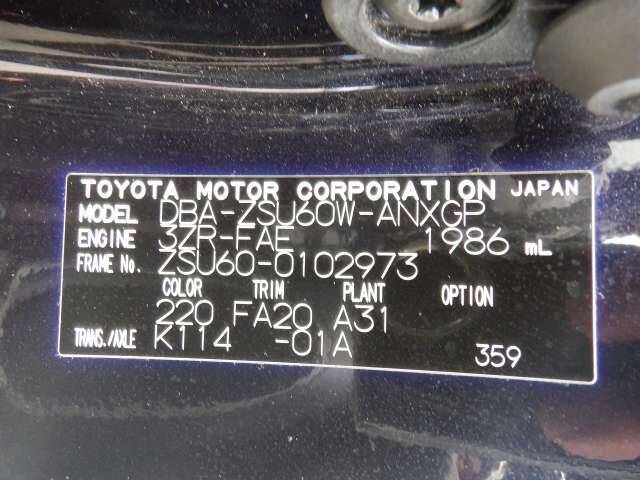 TOYOTA MOTOR CORPORATION JAPAN
MODEL DBA-ZSU60W-ANXGP
ENGINE 3ZR-FAE 1986 mL
FRAME No. ZSU60-0102973
COLOR TRIM PLANT OPTION
220 FA20 A31
TRANS./AXLE K114 -01A 359